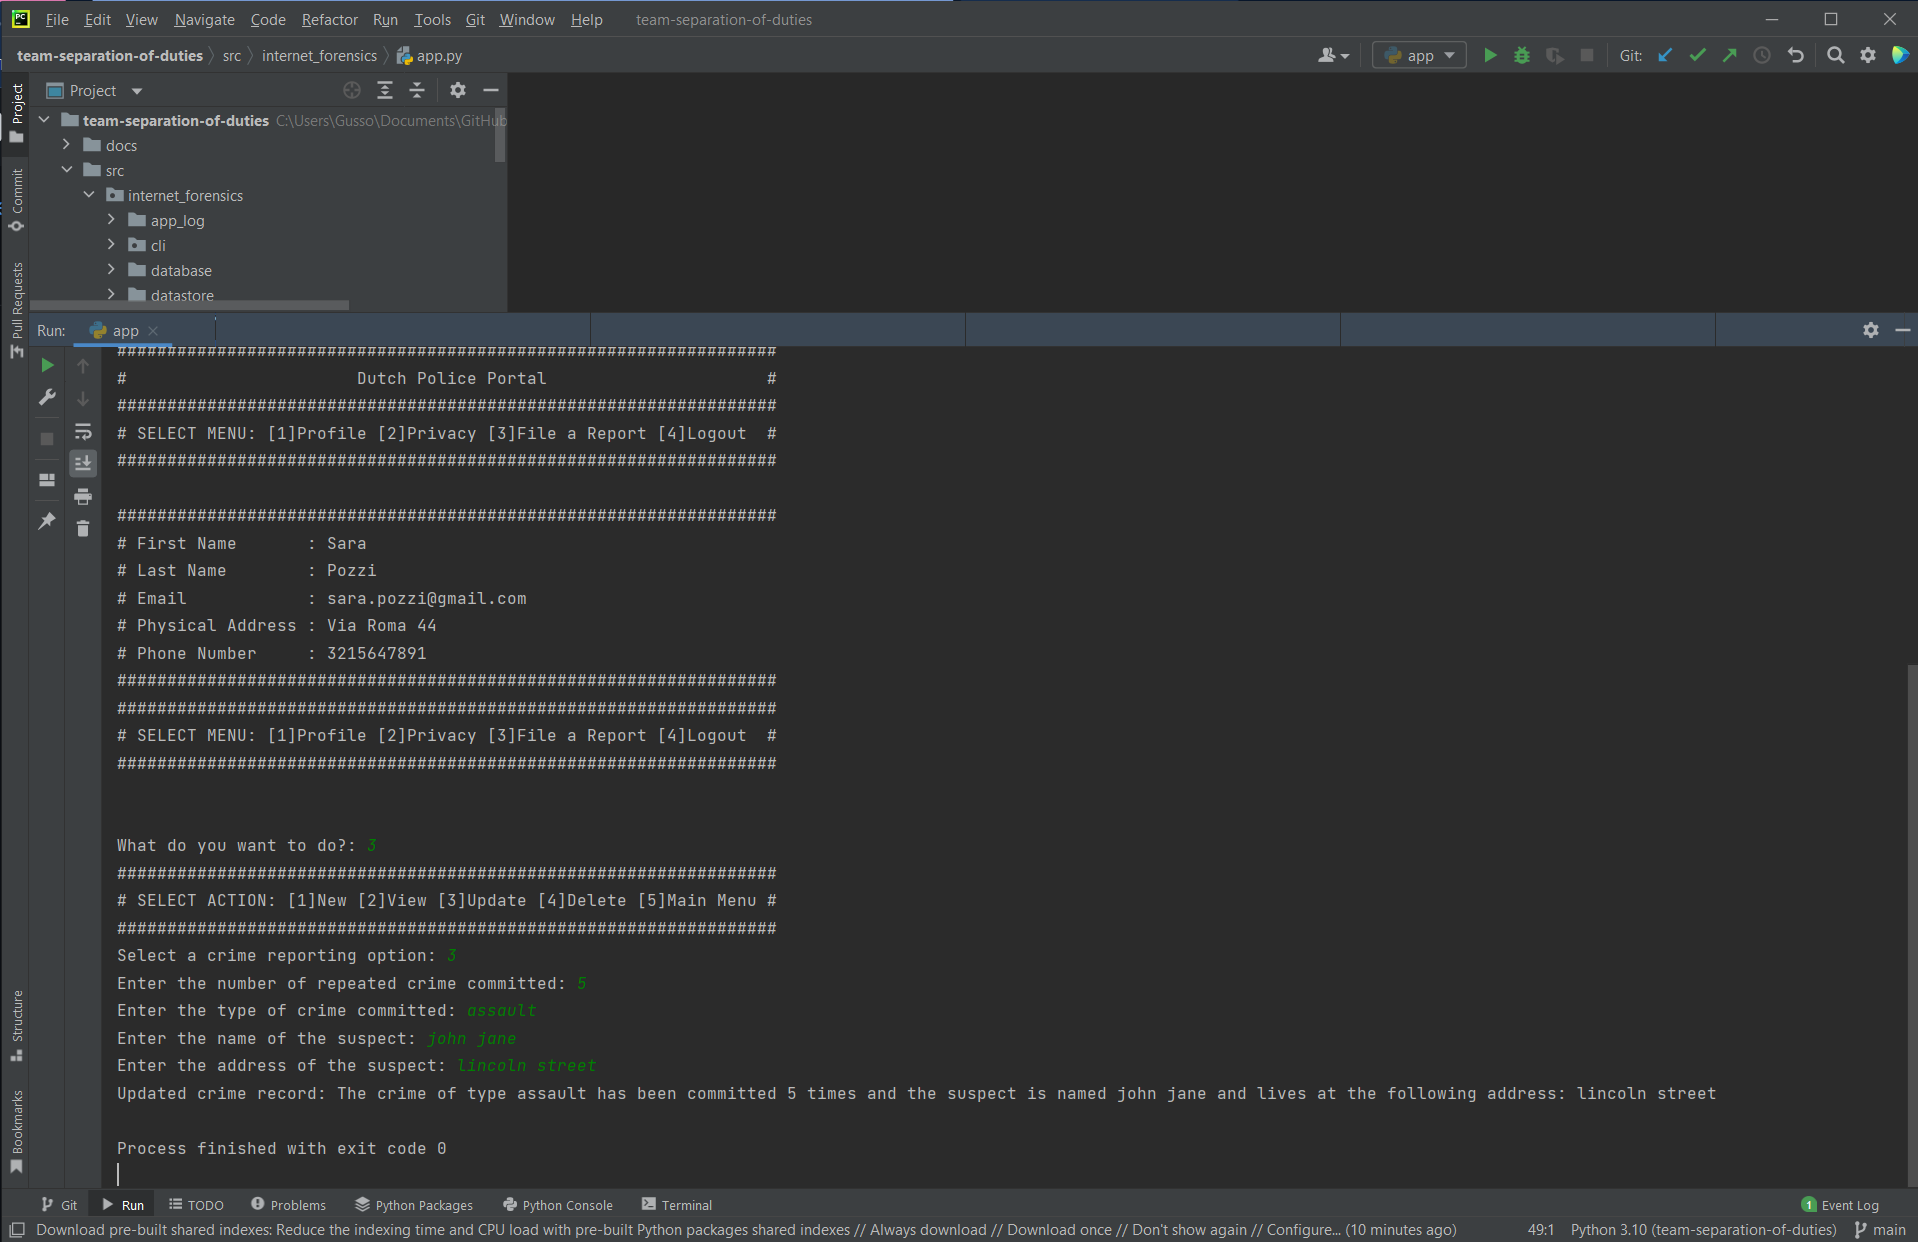 PC File Edit View Navigate Code Refactor Run Tools Git Window Help team-separation-of-duties
team-separation-of-duties src internet_forensics app.py app Git:
Project
Project
team-separation-of-duties C:\Users\Gusso\Documents\GitHub
docs
src
Commit
internet_forensics
app_log
cli
database
datastore
Pull Requests
Run: app
##################################################################
# Dutch Police Portal #
##################################################################
# SELECT MENU: [1]Profile [2]Privacy [3]File a Report [4]Logout #
##################################################################
##################################################################
# First Name : Sara
# Last Name : Pozzi
# Email : sara.pozzi@gmail.com
# Physical Address : Via Roma 44
# Phone Number : 3215647891
##################################################################
##################################################################
# SELECT MENU: [1]Profile [2]Privacy [3]File a Report [4]Logout #
##################################################################
What do you want to do?: 3
##################################################################
# SELECT ACTION: [1]New [2]View [3]Update [4]Delete [5]Main Menu #
##################################################################
Select a crime reporting option: 3
Enter the number of repeated crime committed: 5
Enter the type of crime committed: assault
Enter the name of the suspect: john jane
Enter the address of the suspect: lincoln street
Updated crime record: The crime of type assault has been committed 5 times and the suspect is named john jane and lives at the following address: lincoln street
Process finished with exit code 0
Structure
Bookmarks
Git Run TODO Problems Python Packages Python Console Terminal 1 Event Log
Download pre-built shared indexes: Reduce the indexing time and CPU load with pre-built Python packages shared indexes // Always download // Download once // Don't show again // Configure... (10 minutes ago) 49:1 Python 3.10 (team-separation-of-duties) main